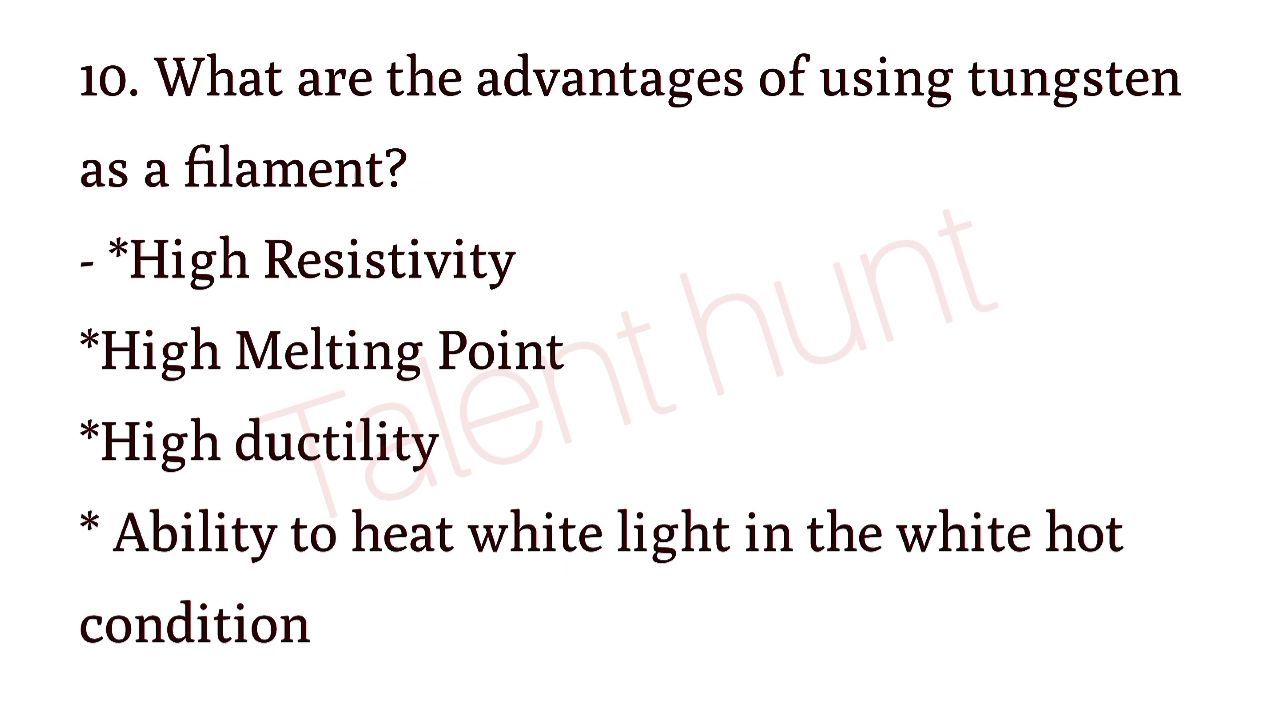 10. What are the advantages of using tungsten
as a filament?
- *High Resistivity
*High Melting Point
*High ductility
* Ability to heat white light in the white hot
condition
Talent hunt